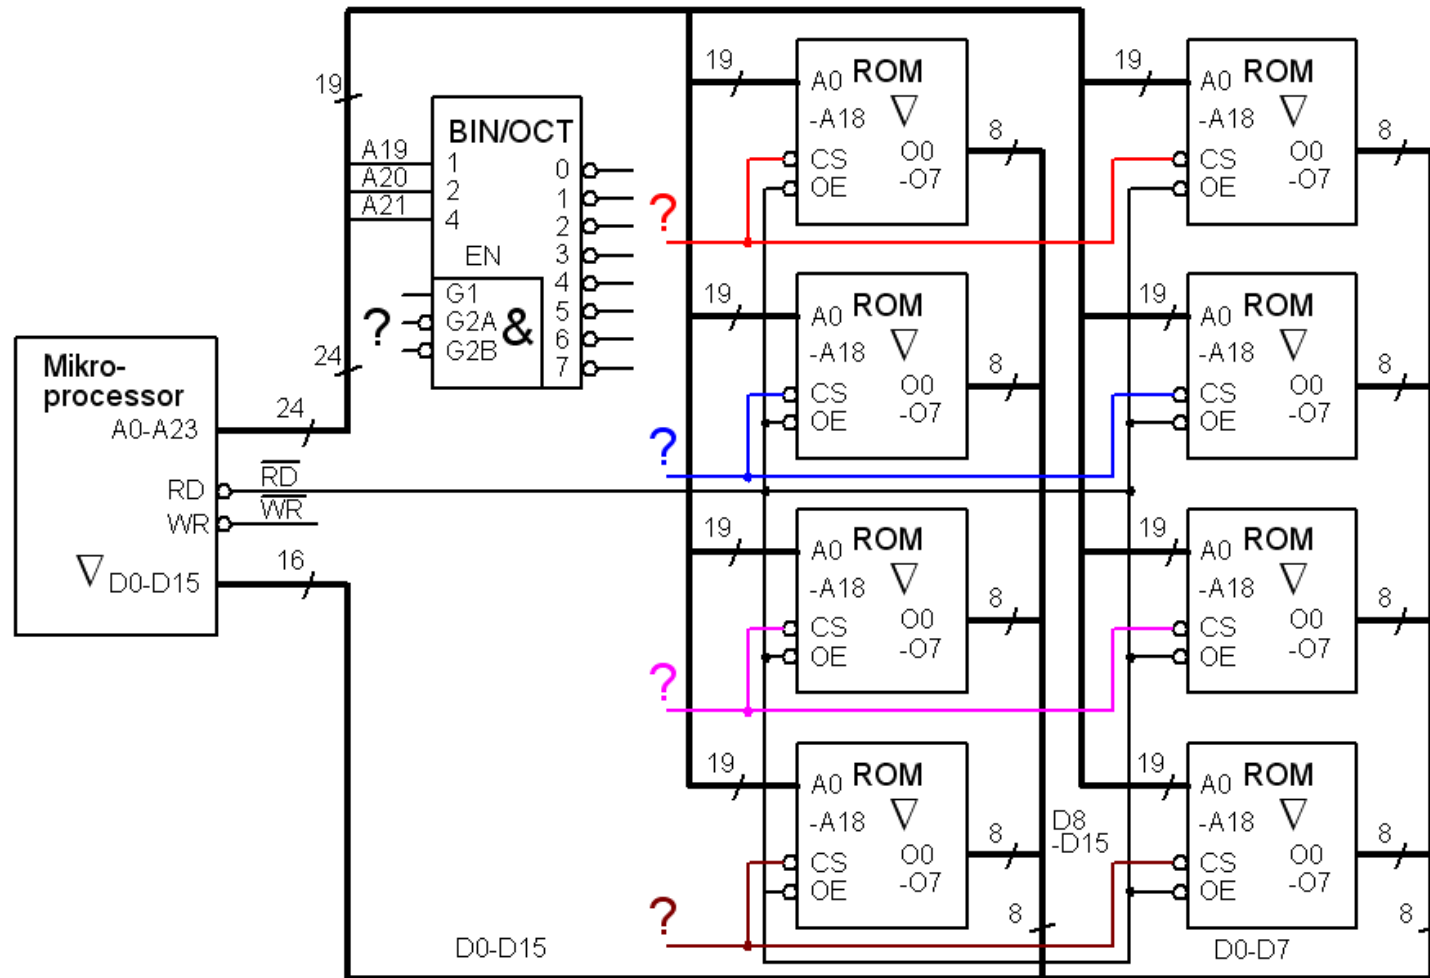 19
A19
A20
A21
BIN/OCT
1
2
4
EN
G1
G2A
G2B
&
?
0
1
2
3
4
5
6
7
24
Mikro-
processor
A0-A23
24
RD
RD
WR
WR
D0-D15
16
D0-D15
19
A0 ROM
-A18
CS
OE
O0
-O7
8
19
A0 ROM
-A18
CS
OE
O0
-O7
8
?
19
A0 ROM
-A18
CS
OE
O0
-O7
8
19
A0 ROM
-A18
CS
OE
O0
-O7
8
?
19
A0 ROM
-A18
CS
OE
O0
-O7
8
19
A0 ROM
-A18
CS
OE
O0
-O7
8
?
19
A0 ROM
-A18
CS
OE
O0
-O7
8
D8
-D15
19
A0 ROM
-A18
CS
OE
O0
-O7
8
?
8
D0-D7
8